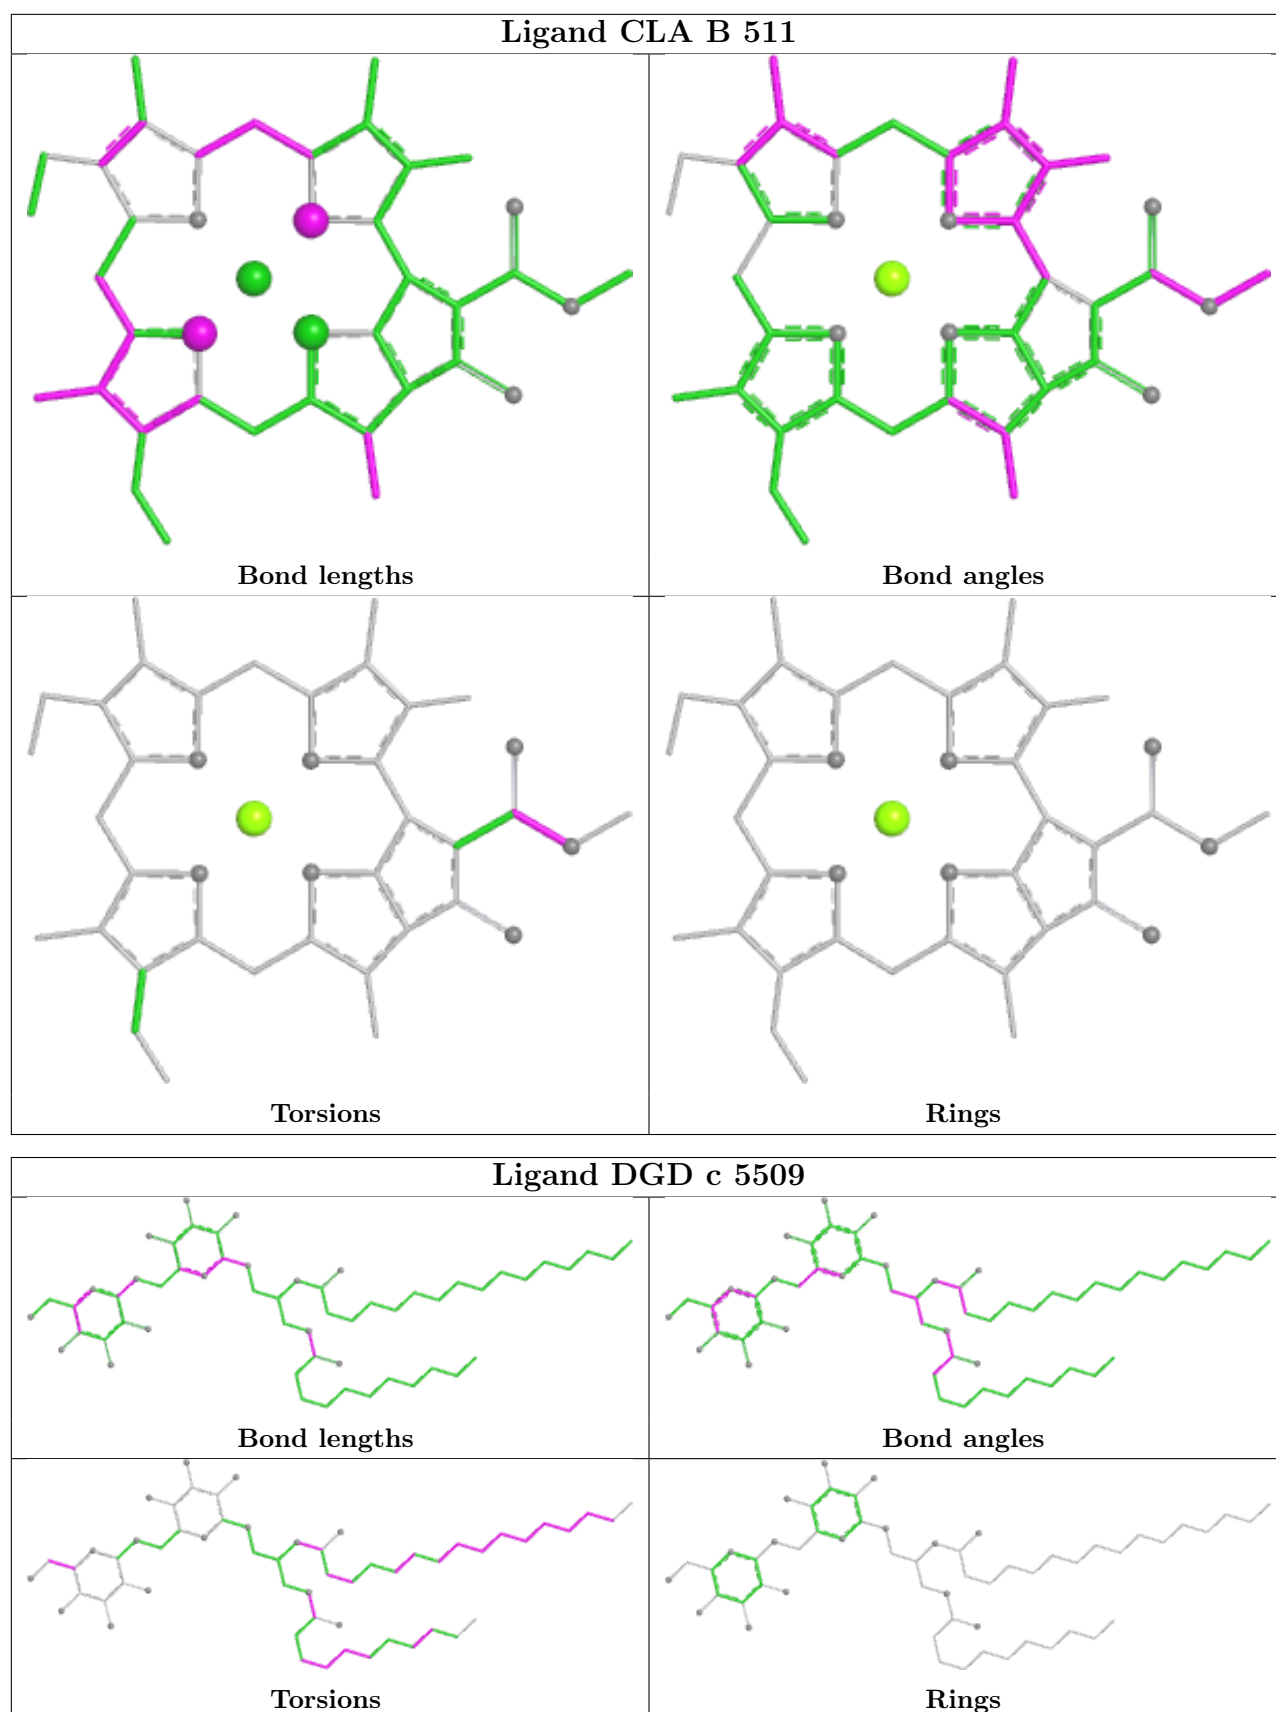 Ligand CLA B 511
Bond lengths
Bond angles
Torsions
Rings
Ligand DGD c 5509
Bond lengths
Bond angles
Torsions
Rings